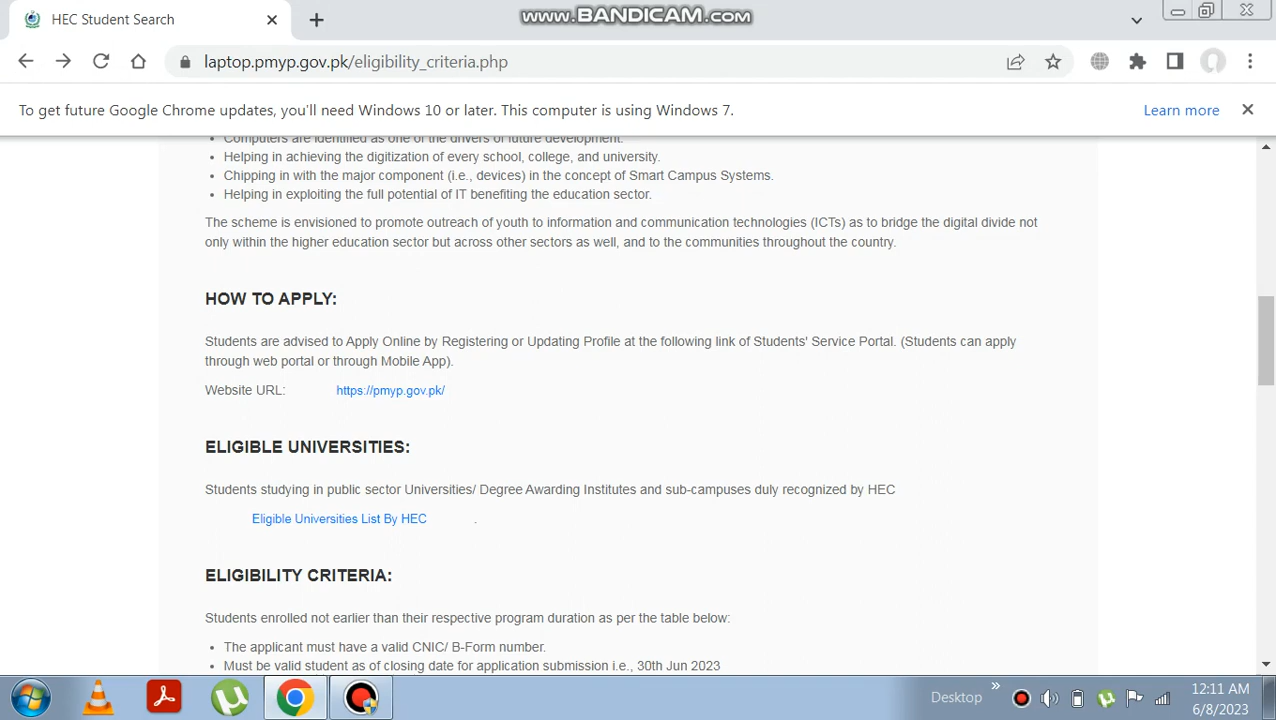 HEC Student Search
www.BANDICAM.com
laptop.pmyp.gov.pk/eligibility_criteria.php
To get future Google Chrome updates, you'll need Windows 10 or later. This computer is using Windows 7.
Learn more
Computers are identified as one of the drivers of future development.
Helping in achieving the digitization of every school, college, and university.
Chipping in with the major component (i.e., devices) in the concept of Smart Campus Systems.
Helping in exploiting the full potential of IT benefiting the education sector.
The scheme is envisioned to promote outreach of youth to information and communication technologies (ICTs) as to bridge the digital divide not
only within the higher education sector but across other sectors as well, and to the communities throughout the country.
HOW TO APPLY:
Students are advised to Apply Online by Registering or Updating Profile at the following link of Students' Service Portal. (Students can apply
through web portal or through Mobile App).
Website URL: https://pmyp.gov.pk/
ELIGIBLE UNIVERSITIES:
Students studying in public sector Universities/ Degree Awarding Institutes and sub-campuses duly recognized by HEC
Eligible Universities List By HEC .
ELIGIBILITY CRITERIA:
Students enrolled not earlier than their respective program duration as per the table below:
The applicant must have a valid CNIC/ B-Form number.
Must be valid student as of closing date for application submission i.e., 30th Jun 2023
Desktop
12:11 AM
6/8/2023